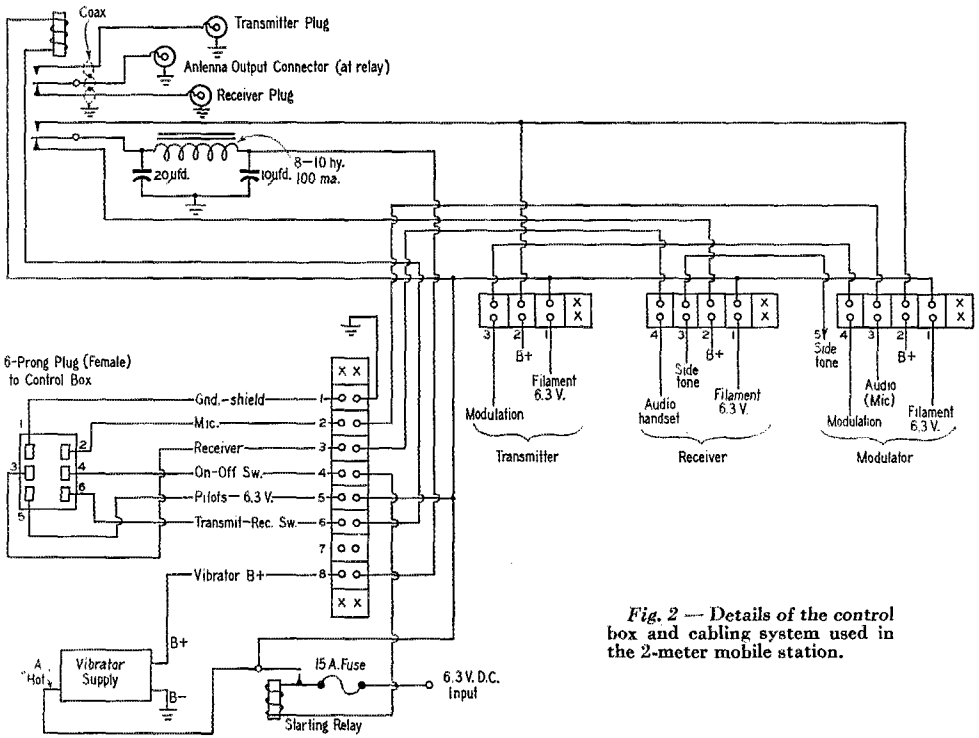 Coax
Transmitter Plug
Antenna Output Connector (at relay)
Receiver Plug
20µfd.
10µfd.
8-10 hy.
100 ma.
3 2 1 X X
B+
Filament
6.3 V.
Modulation
Transmitter
4 3 2 1 X X
Side
tone
B+
Filament
6.3 V.
Audio
handset
Receiver
5 4 3 2 1 X X
Side
tone
B+
Audio
(Mic)
Modulation
Filament
6.3 V.
Modulator
6-Prong Plug (Female)
to Control Box
1
2
3
4
5
6
X X
Gnd.-shield 1
Mic. 2
Receiver 3
On-Off Sw. 4
Pilots-6.3 V. 5
Transmit-Rec. Sw. 6
7
Vibrator B+ 8
X X
B+
A
"Hot
Vibrator
Supply
B-
15 A. Fuse
6.3 V. D.C.
Input
Starting Relay
Fig. 2 — Details of the control
box and cabling system used in
the 2-meter mobile station.